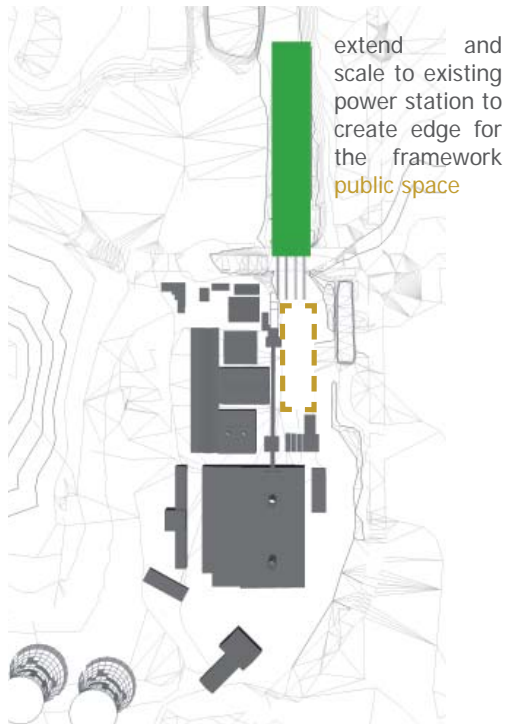 extend and
scale to existing
power station to
create edge for
the framework
public space